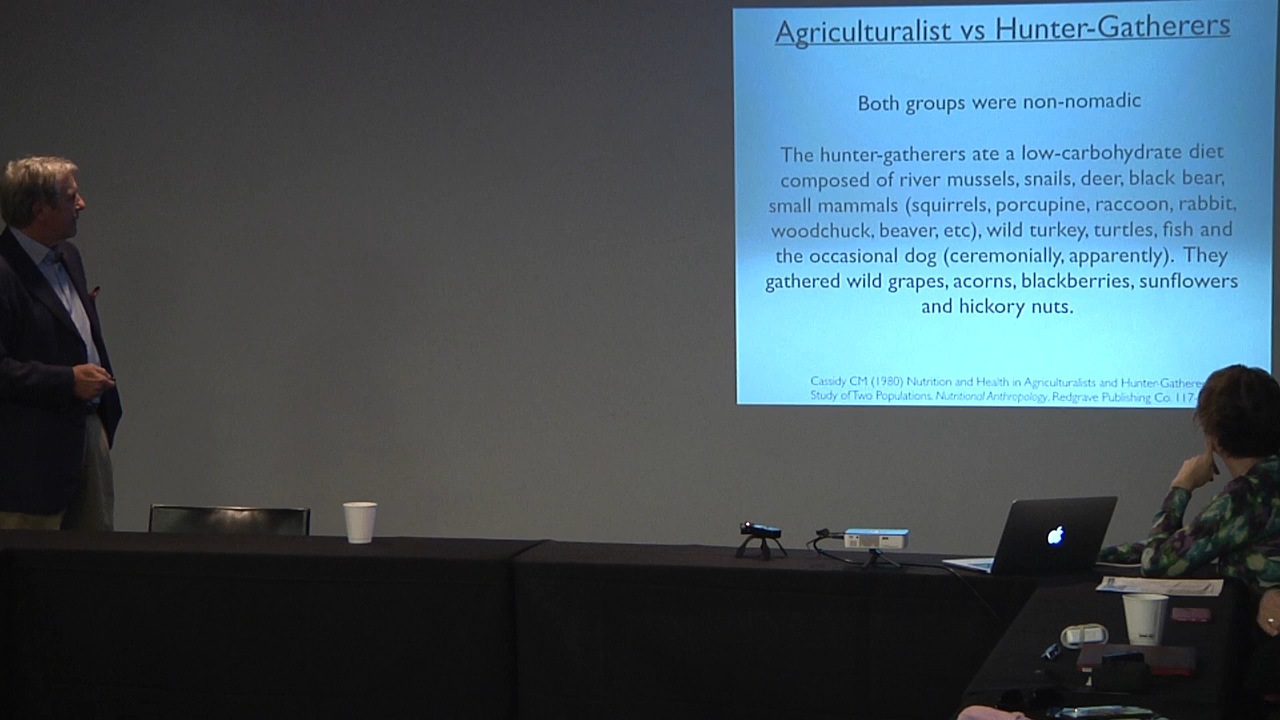 Agriculturalist vs Hunter-Gatherers
Both groups were non-nomadic
The hunter-gatherers ate a low-carbohydrate diet
composed of river mussels, snails, deer, black bear,
small mammals (squirrels, porcupine, raccoon, rabbit,
woodchuck, beaver, etc), wild turkey, turtles, fish and
the occasional dog (ceremonially, apparently). They
gathered wild grapes, acorns, blackberries, sunflowers
and hickory nuts.
Cassidy CM (1980) Nutrition and Health in Agriculturalists and
Study of Two Populations. Nutritional Anthropology, Redgrave Publishing Co. 117-